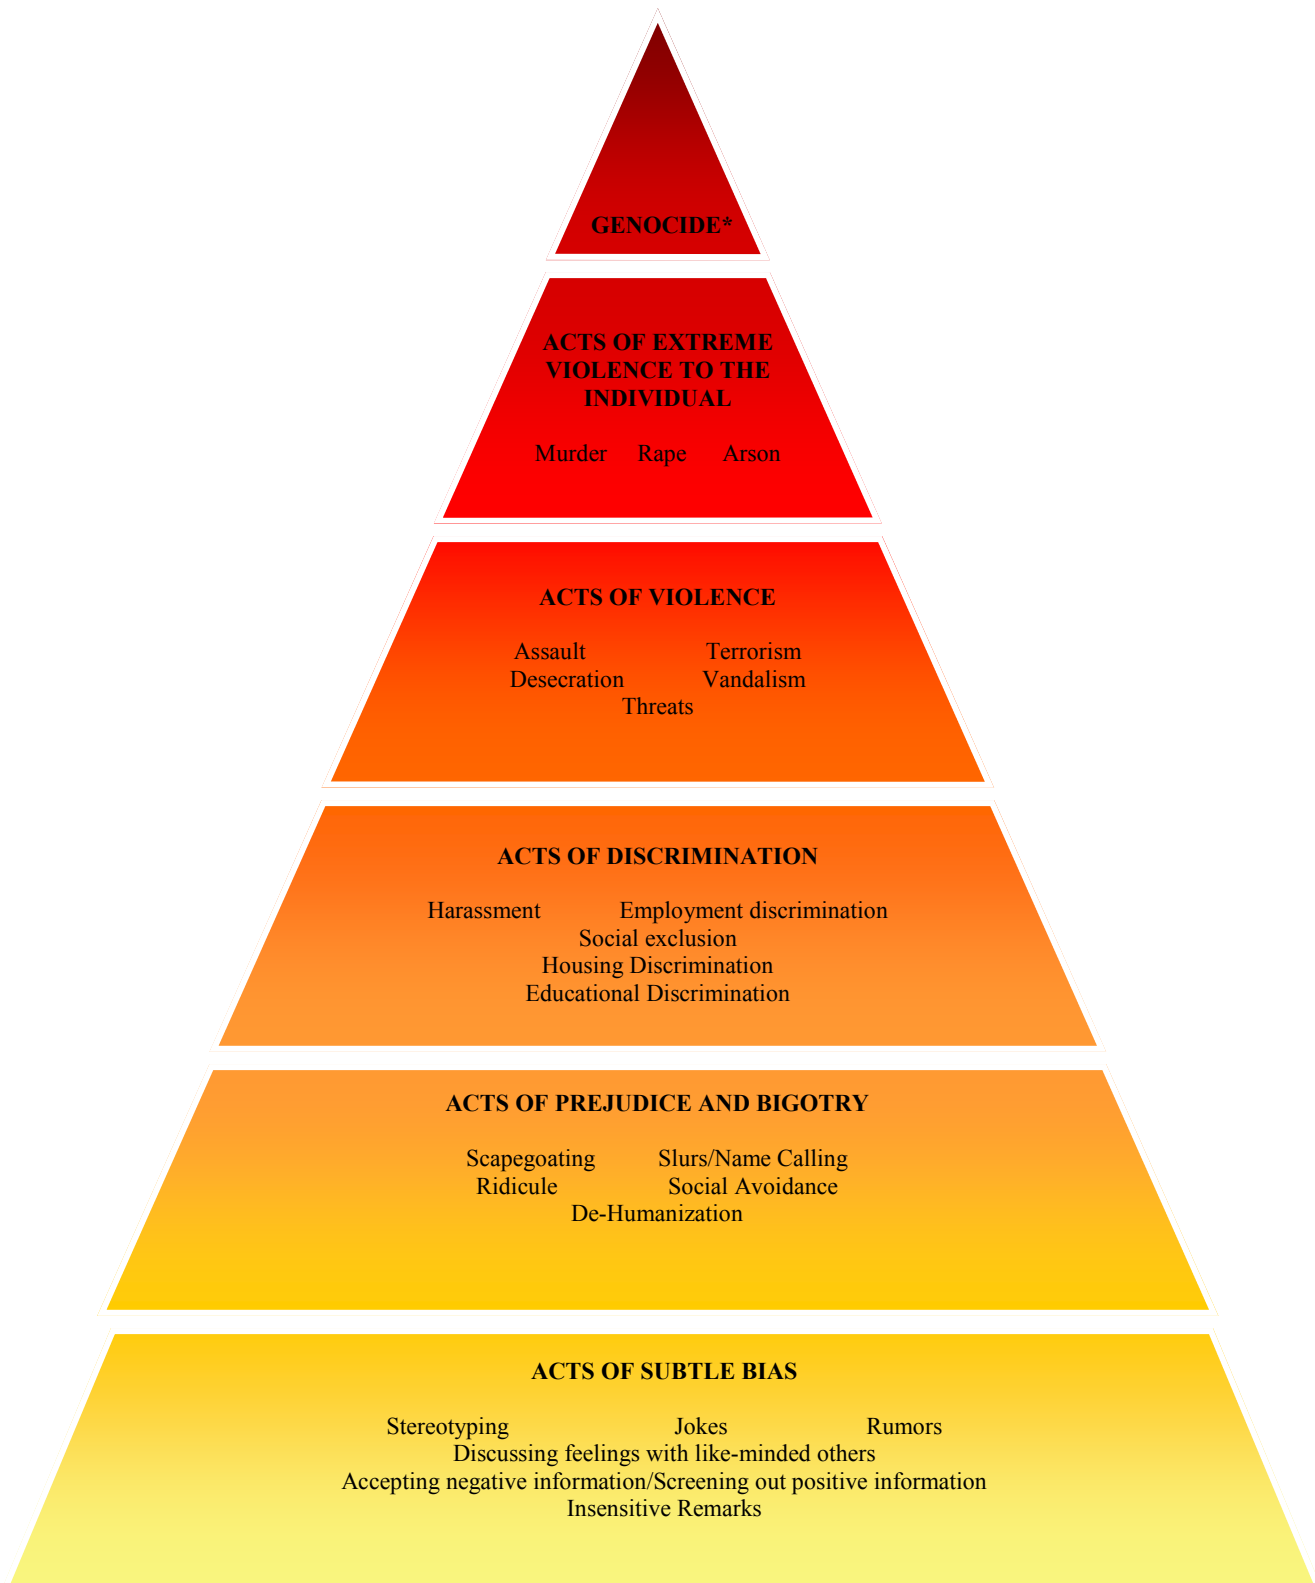 GENOCIDE*
ACTS OF EXTREME
VIOLENCE TO THE
INDIVIDUAL
Murder Rape Arson
ACTS OF VIOLENCE
Assault Terrorism
Desecration Vandalism
Threats
ACTS OF DISCRIMINATION
Harassment Employment discrimination
Social exclusion
Housing Discrimination
Educational Discrimination
ACTS OF PREJUDICE AND BIGOTRY
Scapegoating Slurs/Name Calling
Ridicule Social Avoidance
De-Humanization
ACTS OF SUBTLE BIAS
Stereotyping Jokes Rumors
Discussing feelings with like-minded others
Accepting negative information/Screening out positive information
Insensitive Remarks